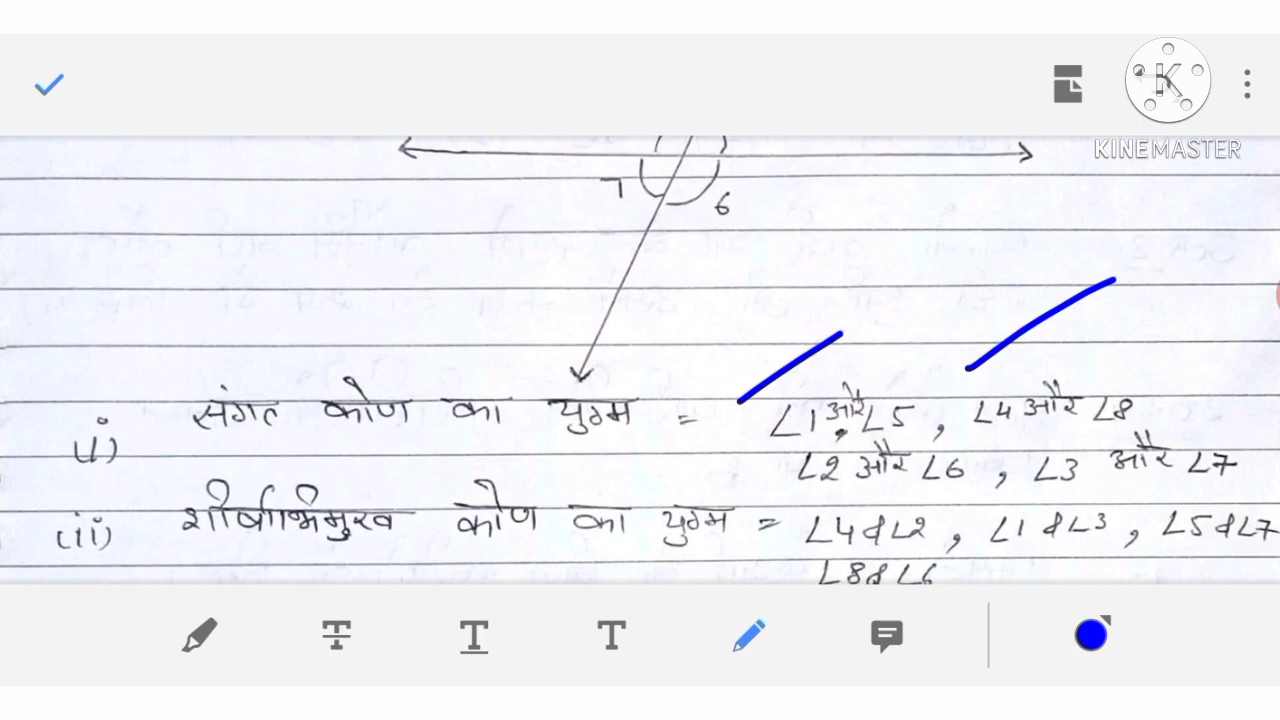 KINEMASTER
7
6
(i) संगत कोण का युग्म = ∠1 और ∠5, ∠4 और ∠8
∠2 और ∠6, ∠3 और ∠7
(ii) शीर्षाभिमुख कोण का युग्म = ∠4 & ∠2, ∠1 & ∠3, ∠5 & ∠7
∠8 & ∠6